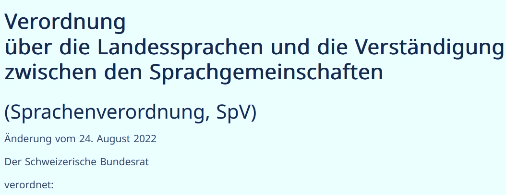 Verordnung
über die Landessprachen und die Verständigung
zwischen den Sprachgemeinschaften
(Sprachenverordnung, SpV)
Änderung vom 24. August 2022
Der Schweizerische Bundesrat
verordnet: